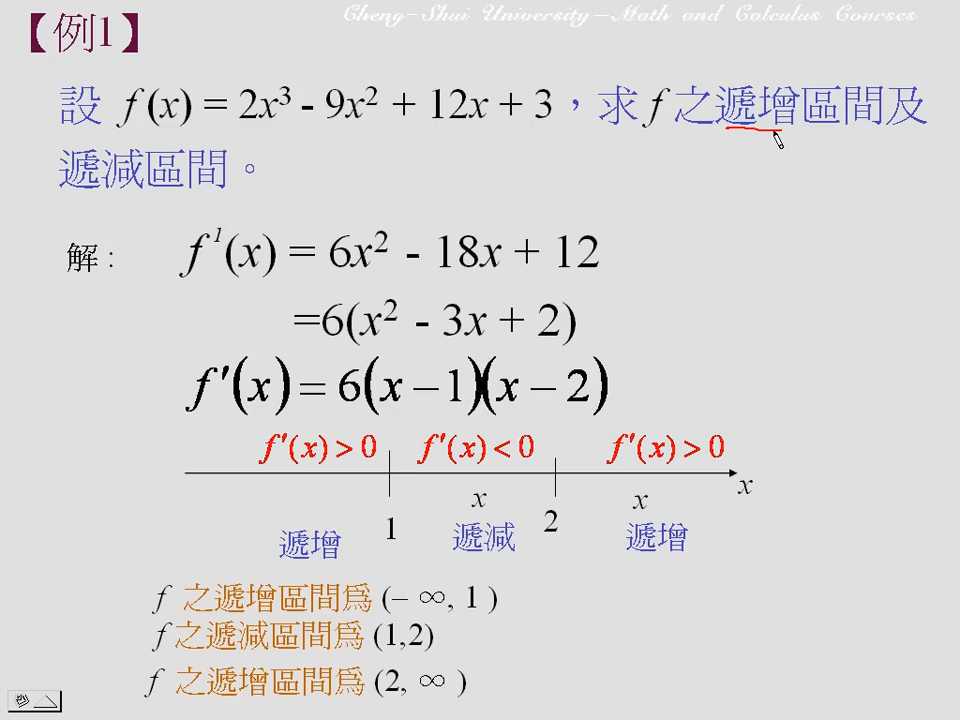 Cheng-Shui University-Math and Calculus Courses
【例1】
設 f (x) = 2x³ - 9x² + 12x + 3，求 f 之遞增區間及
遞減區間。
解 : f ¹(x) = 6x² - 18x + 12
=6(x² - 3x + 2)
f′(x) = 6(x − 1)(x − 2)
f′(x) > 0 f′(x) < 0 f′(x) > 0
x x x
遞增 1 遞減 2 遞增
f 之遞增區間為 (– ∞, 1 )
f 之遞減區間為 (1,2)
f 之遞增區間為 (2, ∞ )